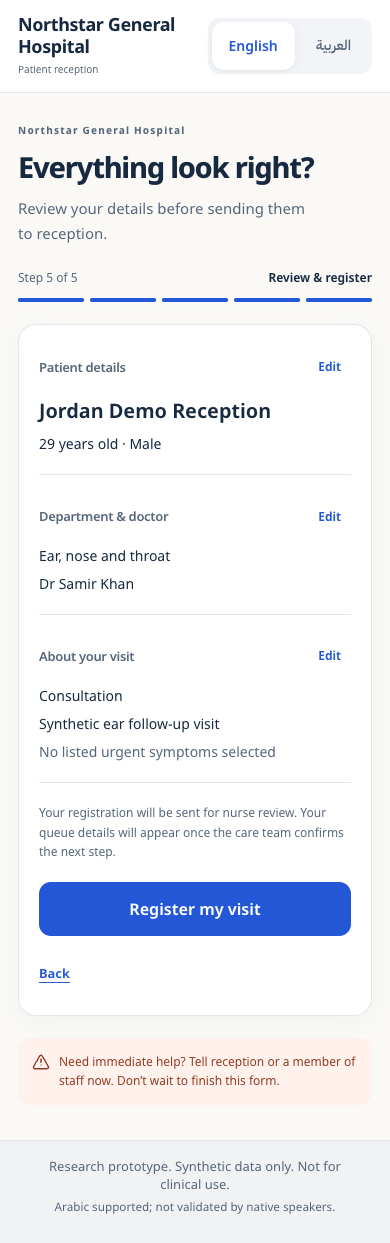 Northstar General
Hospital
Patient reception
English
العربية
Northstar General Hospital
Everything look right?
Review your details before sending them
to reception.
Step 5 of 5
Review & register
Patient details
Edit
Jordan Demo Reception
29 years old · Male
Department & doctor
Edit
Ear, nose and throat
Dr Samir Khan
About your visit
Edit
Consultation
Synthetic ear follow-up visit
No listed urgent symptoms selected
Your registration will be sent for nurse review. Your
queue details will appear once the care team confirms
the next step.
Register my visit
Back
Need immediate help? Tell reception or a member of
staff now. Don’t wait to finish this form.
Research prototype. Synthetic data only. Not for
clinical use.
Arabic supported; not validated by native speakers.